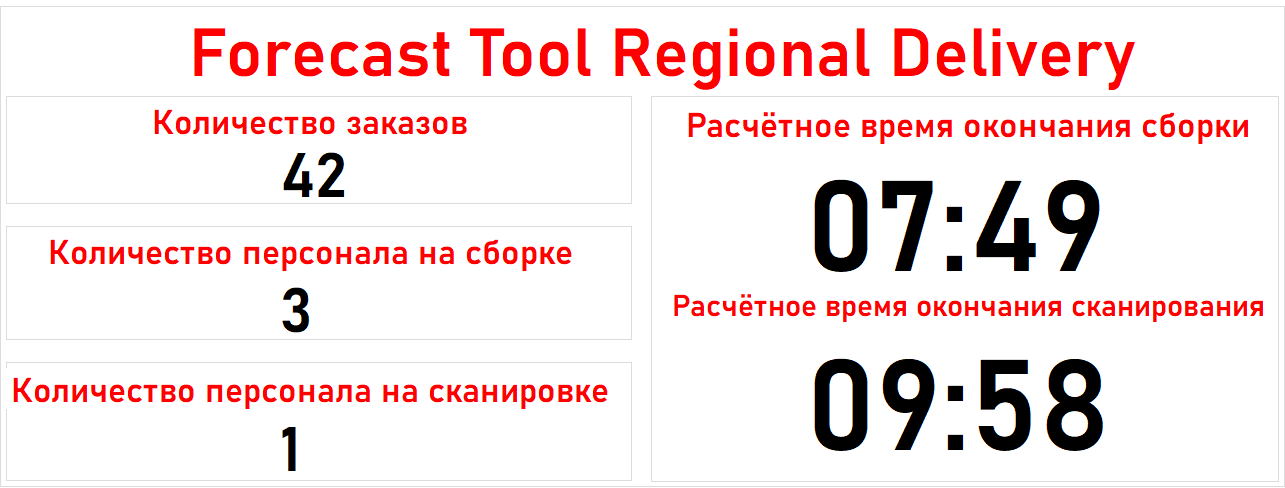 Forecast Tool Regional Delivery
Количество заказов
42
Количество персонала на сборке
3
Количество персонала на сканировке
1
Расчётное время окончания сборки
07:49
Расчётное время окончания сканирования
09:58